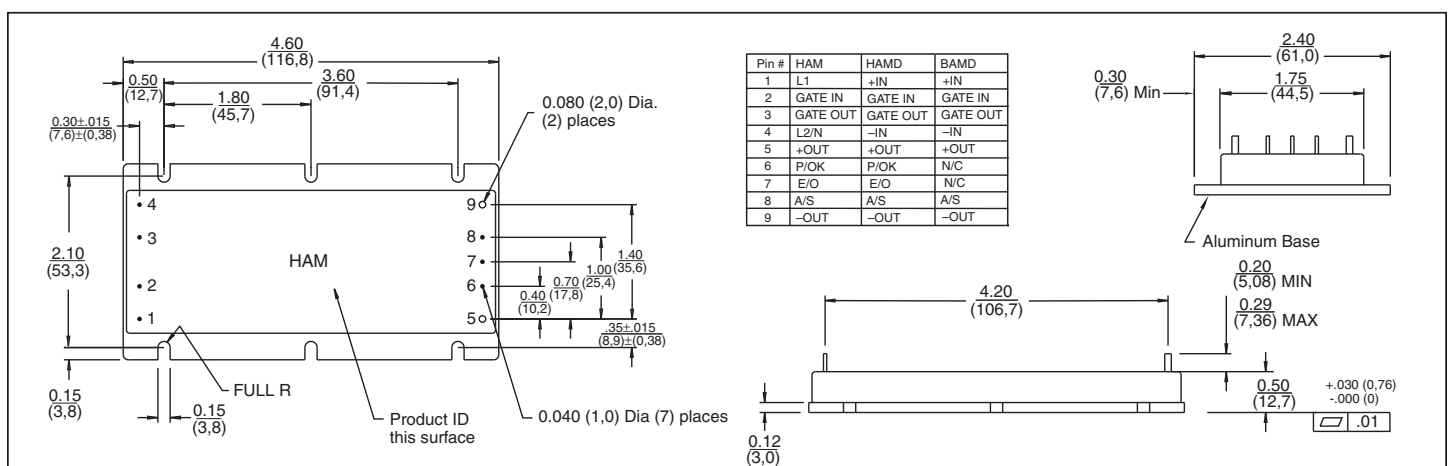 4.60
(116,8)
0.50
(12,7)
3.60
(91,4)
1.80
(45,7)
0.30±.015
(7,6)±(0,38)
0.080 (2,0) Dia.
(2) places
4
3
2
1
HAM
9
8
7
6
5
2.10
(53,3)
0.40
(10,2)
0.70
(17,8)
1.00
(25,4)
1.40
(35,6)
.35±.015
(8,9)±(0,38)
0.15
(3,8)
0.15
(3,8)
FULL R
Product ID
this surface
0.040 (1,0) Dia (7) places
Pin # HAM HAMD BAMD
1 L1 +IN +IN
2 GATE IN GATE IN GATE IN
3 GATE OUT GATE OUT GATE OUT
4 L2/N –IN –IN
5 +OUT +OUT +OUT
6 P/OK P/OK N/C
7 E/O E/O N/C
8 A/S A/S A/S
9 –OUT –OUT –OUT
2.40
(61,0)
0.30
(7,6) Min
1.75
(44,5)
Aluminum Base
4.20
(106,7)
0.20
(5,08) MIN
0.29
(7,36) MAX
0.50
(12,7)
+.030 (0,76)
-.000 (0)
.01
0.12
(3,0)